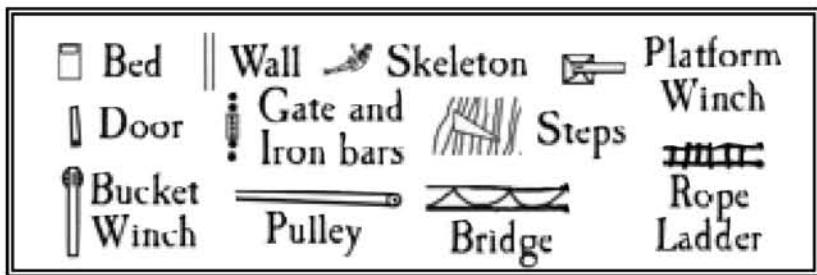 Bed
Wall
Skeleton
Platform
Winch
Door
Gate and
Iron bars
Steps
Bucket
Winch
Pulley
Bridge
Rope
Ladder